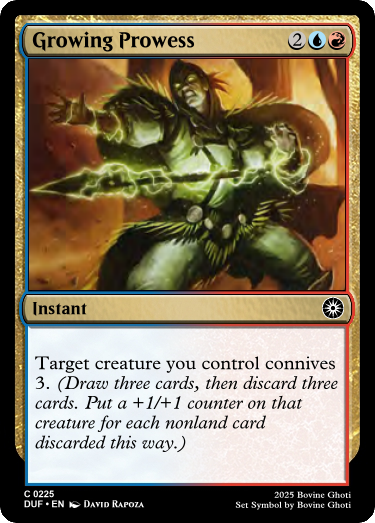 Growing Prowess 2
Instant
Target creature you control connives
3. (Draw three cards, then discard three
cards. Put a +1/+1 counter on that
creature for each nonland card
discarded this way.)
C 0225
DUF • EN David Rapoza
2025 Bovine Ghoti
Set Symbol by Bovine Ghoti